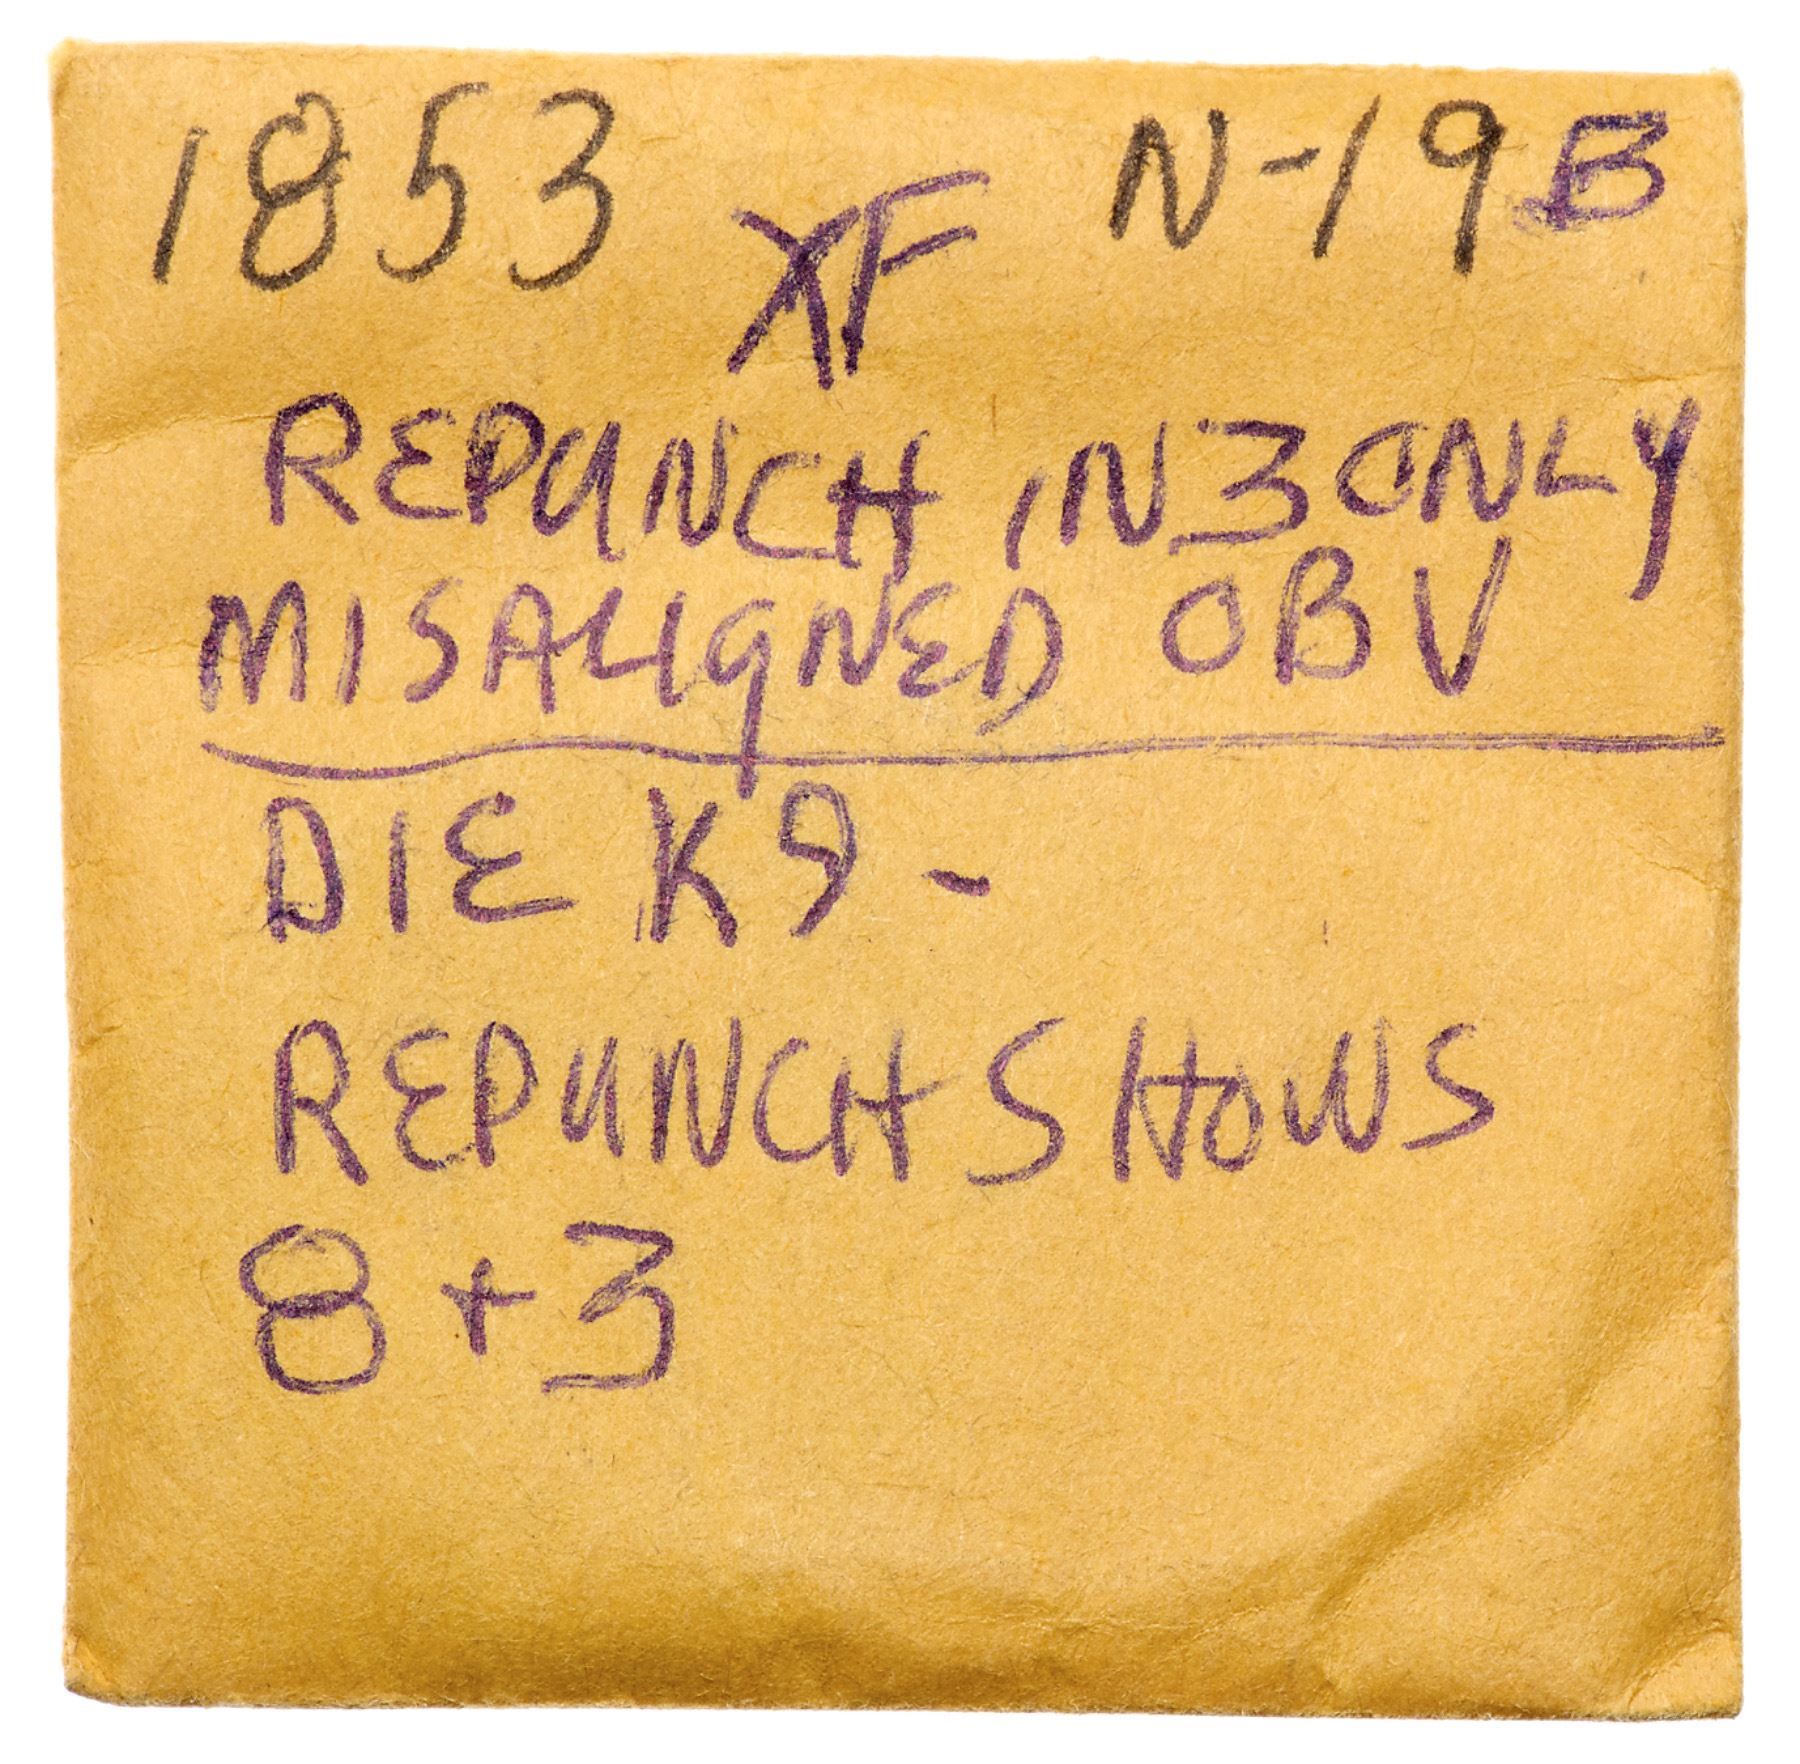 1853 XF N-19B
REPUNCH IN 3 ONLY
MISALIGNED OBV
DIE K9-
REPUNCH SHOWS
8+3